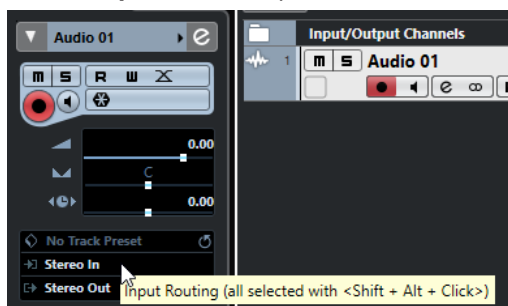 Audio 01
Input/Output Channels
m S R W
1 m S Audio 01
e
0.00
C
0.00
No Track Preset
Stereo In
Stereo Out
Input Routing (all selected with <Shift + Alt + Click>)